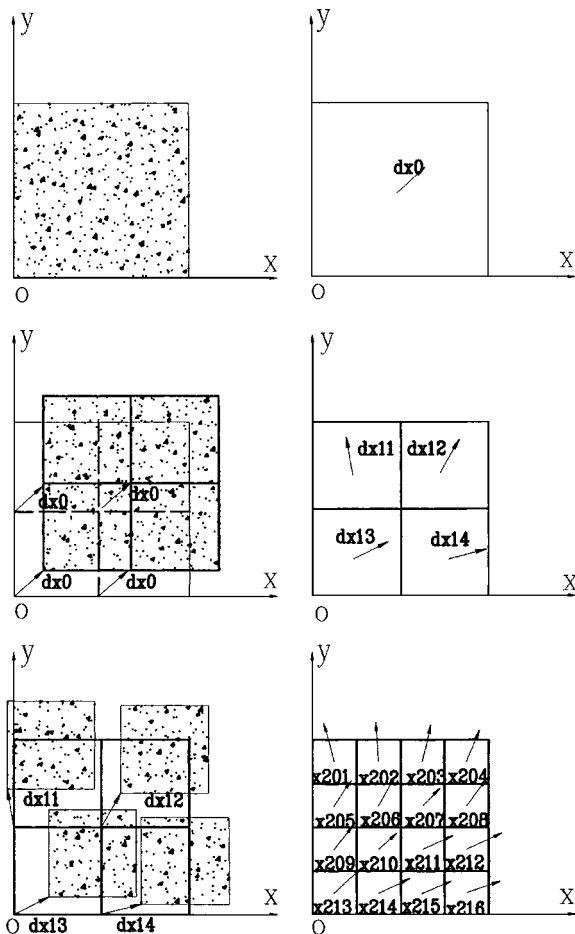 y
X
O
y
dx0
X
O
y
dx0
dx0
dx0
dx0
X
O
y
dx11
dx12
dx13
dx14
X
O
y
dx11
dx12
dx13
dx14
X
O
y
x201 x202 x203 x204
x205 x206 x207 x208
x209 x210 x211 x212
x213 x214 x215 x216
X
O